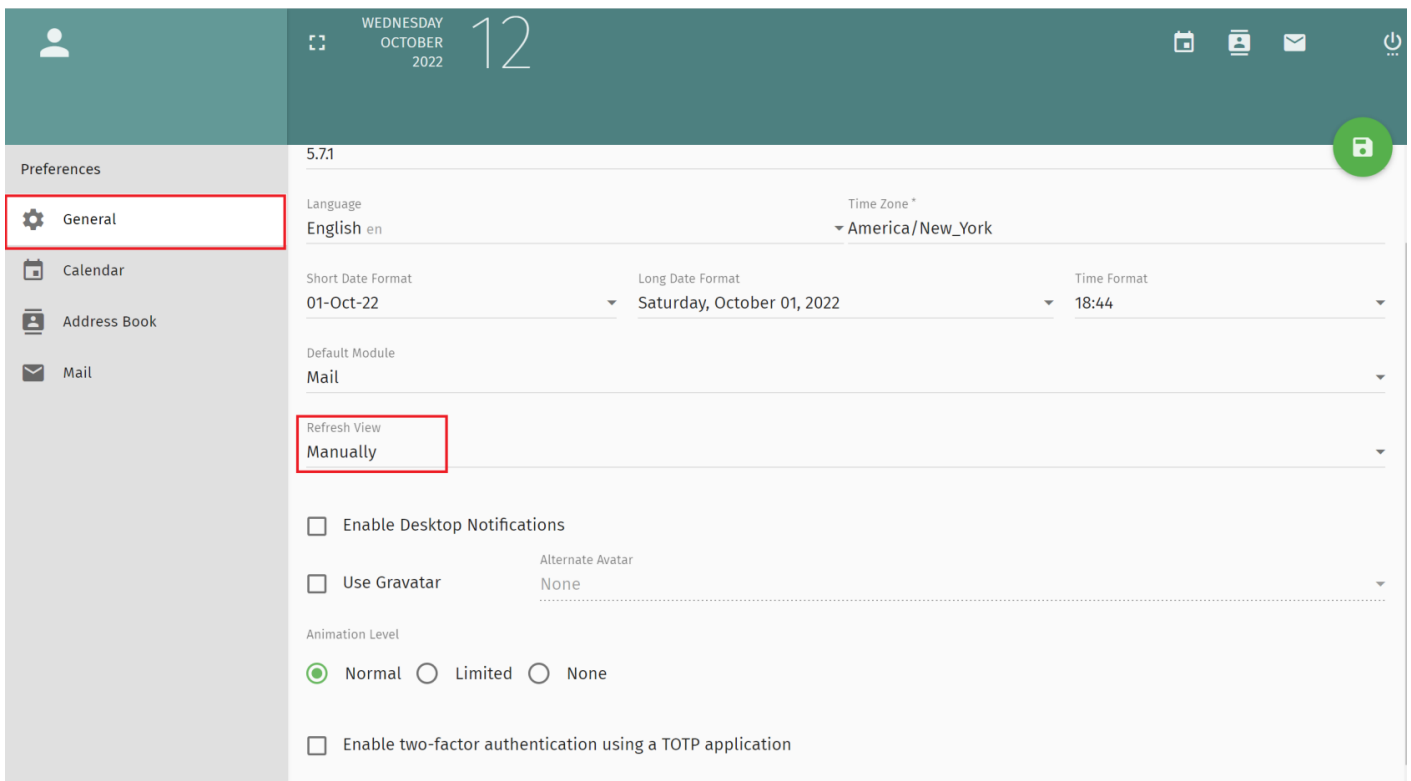 WEDNESDAY
OCTOBER
2022
12
Preferences
General
Calendar
Address Book
Mail
5.7.1
Language
English en
Time Zone *
America/New_York
Short Date Format
01-Oct-22
Long Date Format
Saturday, October 01, 2022
Time Format
18:44
Default Module
Mail
Refresh View
Manually
Enable Desktop Notifications
Use Gravatar
Alternate Avatar
None
Animation Level
Normal
Limited
None
Enable two-factor authentication using a TOTP application